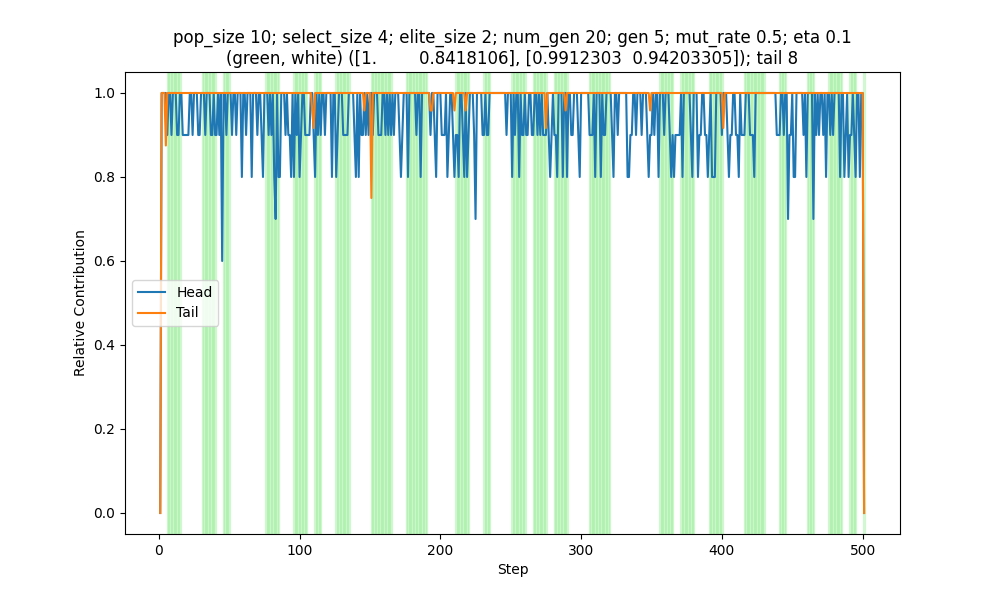 pop_size 10; select_size 4; elite_size 2; num_gen 20; gen 5; mut_rate 0.5; eta 0.1
(green, white) ([1.        0.8418106], [0.9912303  0.94203305]); tail 8
1.0
0.8
0.6
0.4
0.2
0.0
Relative Contribution
Head
Tail
0 100 200 300 400 500
Step